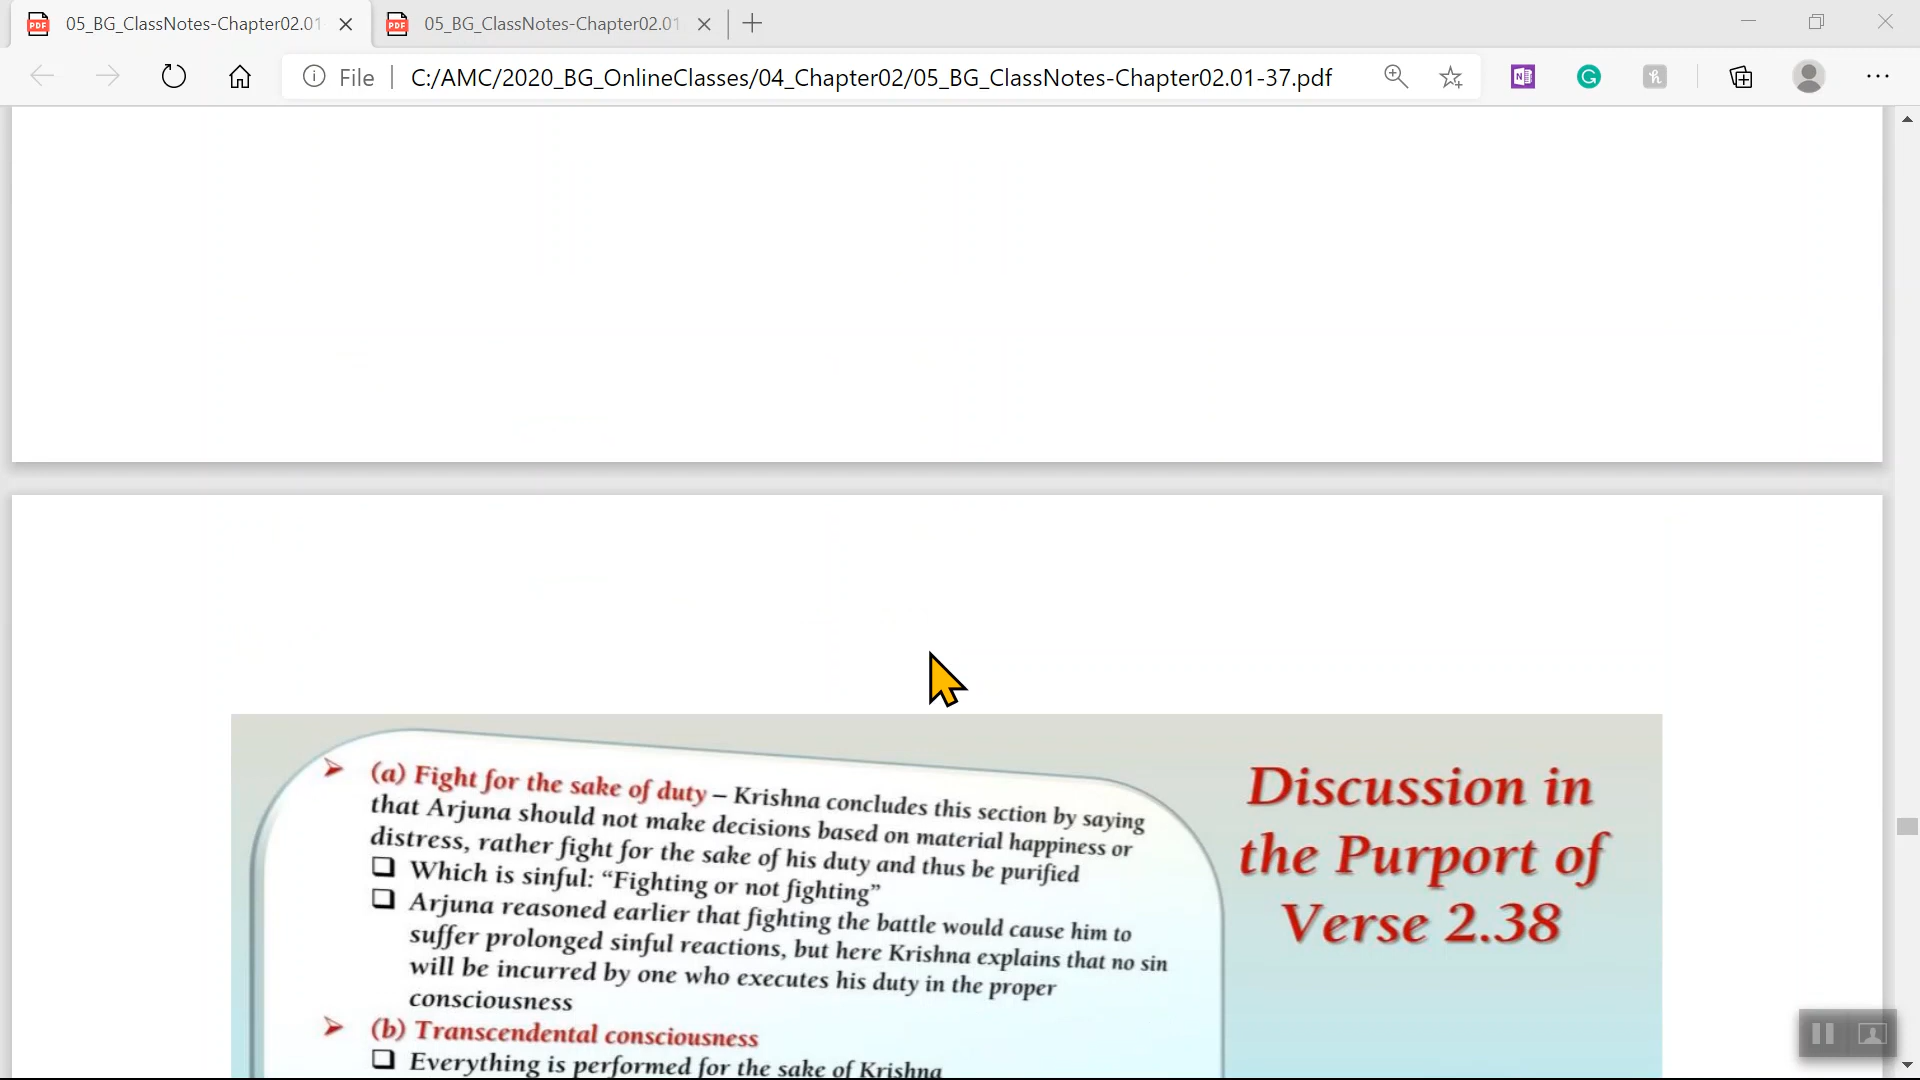 05_BG_ClassNotes-Chapter02.01
05_BG_ClassNotes-Chapter02.01
File
C:/AMC/2020_BG_OnlineClasses/04_Chapter02/05_BG_ClassNotes-Chapter02.01-37.pdf
(a) Fight for the sake of duty – Krishna concludes this section by saying
that Arjuna should not make decisions based on material happiness or
distress, rather fight for the sake of his duty and thus be purified
Which is sinful: “Fighting or not fighting”
Arjuna reasoned earlier that fighting the battle would cause him to
suffer prolonged sinful reactions, but here Krishna explains that no sin
will be incurred by one who executes his duty in the proper
consciousness
(b) Transcendental consciousness
Everything is performed for the sake of Krishna
Discussion in
the Purport of
Verse 2.38